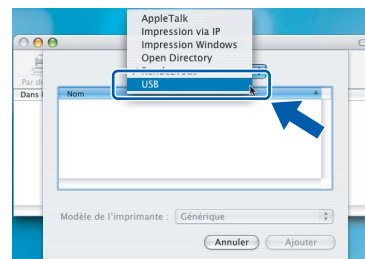 AppleTalk
Impression via IP
Impression Windows
Open Directory
Rendezvous
USB
Par dé
Dans l
Nom
Modèle de l'imprimante : Générique
Annuler
Ajouter